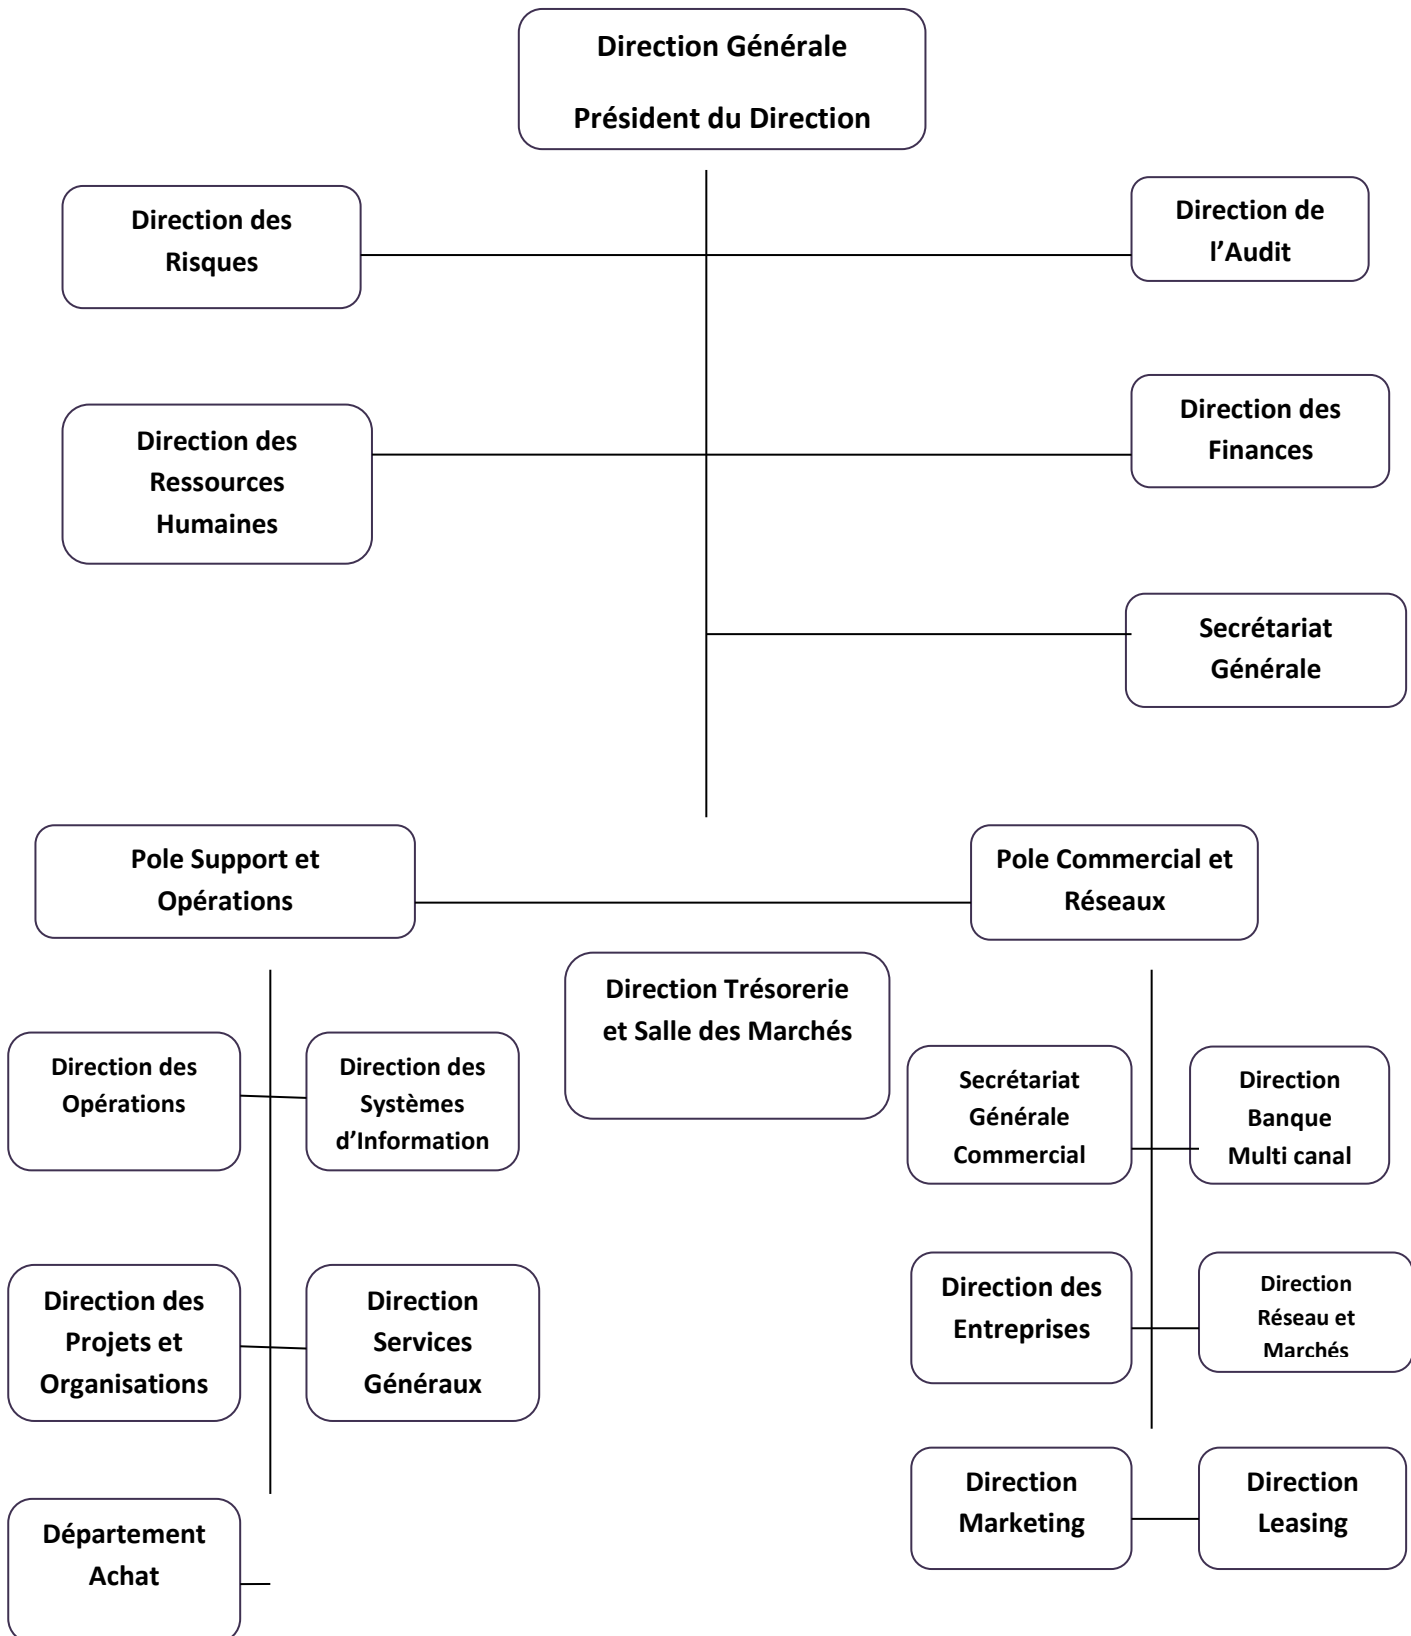 Direction Générale
Président du Direction
Direction des
Risques
Direction de
l’Audit
Direction des
Ressources
Humaines
Direction des
Finances
Secrétariat
Générale
Pole Support et
Opérations
Pole Commercial et
Réseaux
Direction Trésorerie
et Salle des Marchés
Direction des
Opérations
Direction des
Systèmes
d’Information
Secrétariat
Générale
Commercial
Direction
Banque
Multi canal
Direction des
Projets et
Organisations
Direction
Services
Généraux
Direction des
Entreprises
Direction
Réseau et
Marchés
Département
Achat
Direction
Marketing
Direction
Leasing